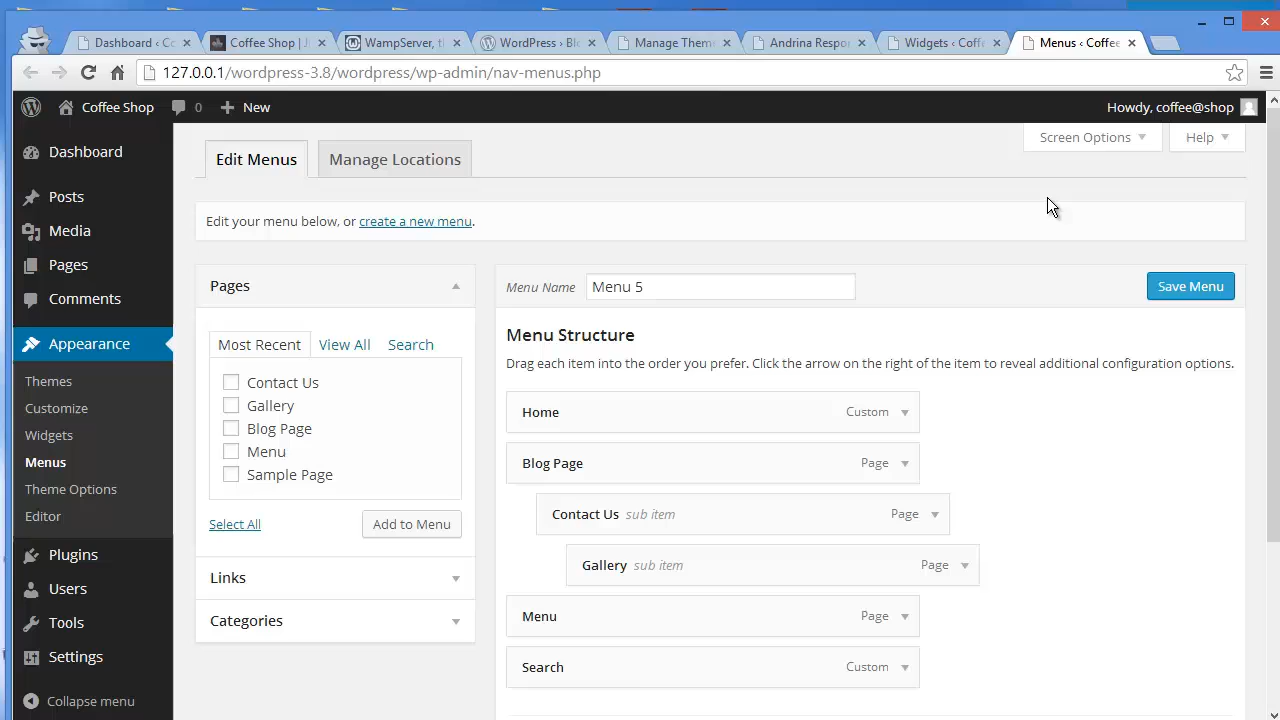 Dashboard ‹ Co
Coffee Shop | J
WampServer, t
WordPress › Blo
Manage Them
Andrina Respo
Widgets ‹ Coff
Menus ‹ Coffee
127.0.0.1/wordpress-3.8/wordpress/wp-admin/nav-menus.php
Coffee Shop 0 New Howdy, coffee@shop
Screen Options Help
Dashboard
Posts
Media
Pages
Comments
Appearance
Themes
Customize
Widgets
Menus
Theme Options
Editor
Plugins
Users
Tools
Settings
Collapse menu
Edit Menus Manage Locations
Edit your menu below, or create a new menu.
Pages
Most Recent View All Search
Contact Us
Gallery
Blog Page
Menu
Sample Page
Select All Add to Menu
Links
Categories
Menu Name Menu 5 Save Menu
Menu Structure
Drag each item into the order you prefer. Click the arrow on the right of the item to reveal additional configuration options.
Home Custom
Blog Page Page
Contact Us sub item Page
Gallery sub item Page
Menu Page
Search Custom